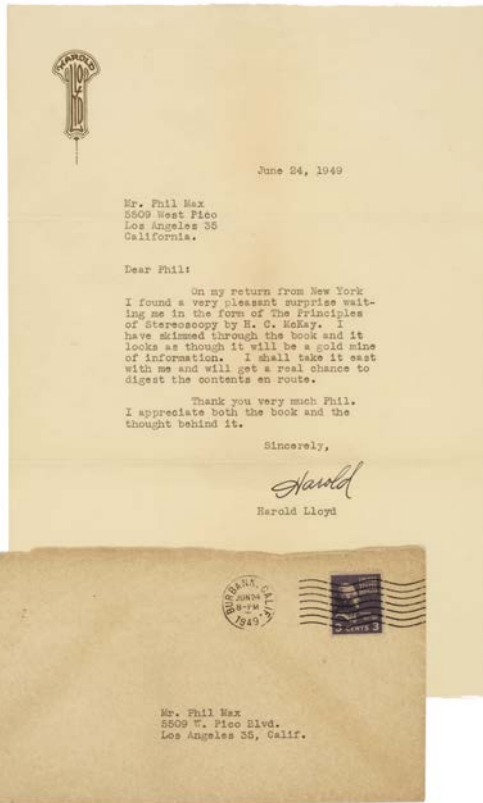 HAROLD
LLOYD
June 24, 1949
Mr. Phil Max
5509 West Pico
Los Angeles 35
California.
Dear Phil:
On my return from New York
I found a very pleasant surprise wait-
ing me in the form of The Principles
of Stereoscopy by H. C. McKay. I
have skimmed through the book and it
looks as though it will be a gold mine
of information. I shall take it east
with me and will get a real chance to
digest the contents en route.
Thank you very much Phil.
I appreciate both the book and the
thought behind it.
Sincerely,
Harold
Harold Lloyd
BURBANK, CALIF.
JUN 24
8-PM
1949
3 CENTS 3
Mr. Phil Max
5509 W. Pico Blvd.
Los Angeles 35, Calif.